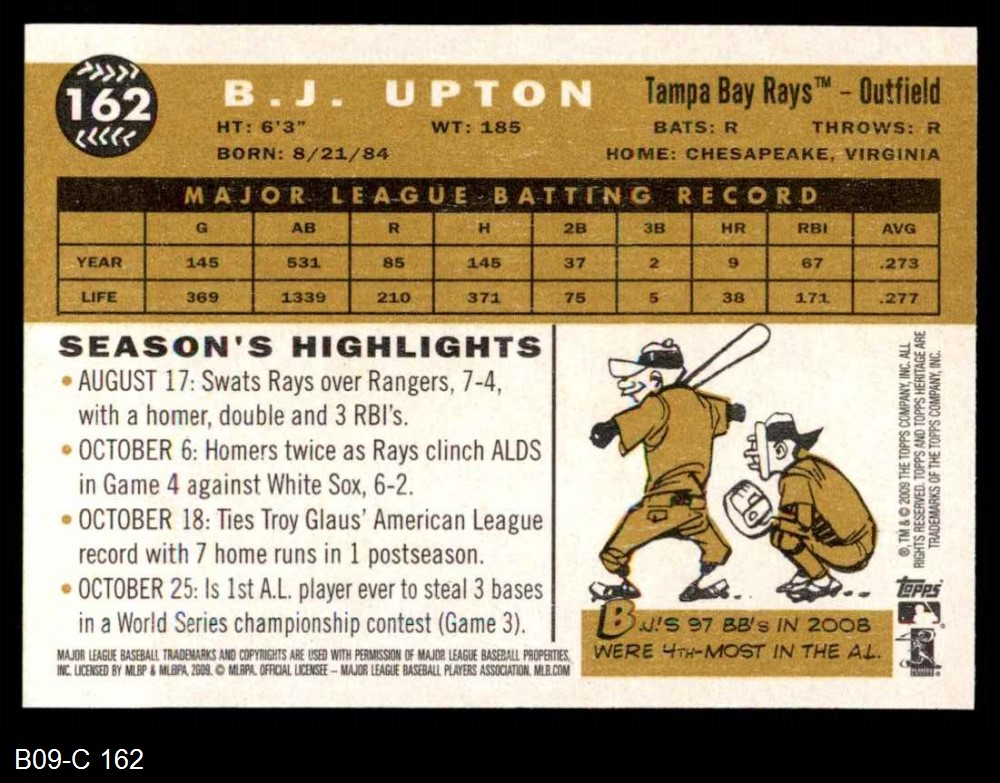 162
B.J. UPTON
Tampa Bay Rays™ – Outfield
HT: 6'3" WT: 185 BATS: R THROWS: R
BORN: 8/21/84 HOME: CHESAPEAKE, VIRGINIA
MAJOR LEAGUE BATTING RECORD
G AB R H 2B 3B HR RBI AVG
YEAR 145 531 85 145 37 2 9 67 .273
LIFE 369 1339 210 371 75 5 38 171 .277
SEASON'S HIGHLIGHTS
• AUGUST 17: Swats Rays over Rangers, 7-4,
with a homer, double and 3 RBI's.
• OCTOBER 6: Homers twice as Rays clinch ALDS
in Game 4 against White Sox, 6-2.
• OCTOBER 18: Ties Troy Glaus' American League
record with 7 home runs in 1 postseason.
• OCTOBER 25: Is 1st A.L. player ever to steal 3 bases
in a World Series championship contest (Game 3).
MAJOR LEAGUE BASEBALL TRADEMARKS AND COPYRIGHTS ARE USED WITH PERMISSION OF MAJOR LEAGUE BASEBALL PROPERTIES,
INC. LICENSED BY MLBP & MLBPA, 2009. © MLBPA. OFFICIAL LICENSEE – MAJOR LEAGUE BASEBALL PLAYERS ASSOCIATION. MLB.COM
B.J.'S 97 BB'S IN 2008
WERE 4TH-MOST IN THE A.L.
®, TM & © 2009 THE TOPPS COMPANY, INC. ALL
RIGHTS RESERVED. TOPPS AND TOPPS HERITAGE ARE
TRADEMARKS OF THE TOPPS COMPANY, INC.
Topps
B09-C 162